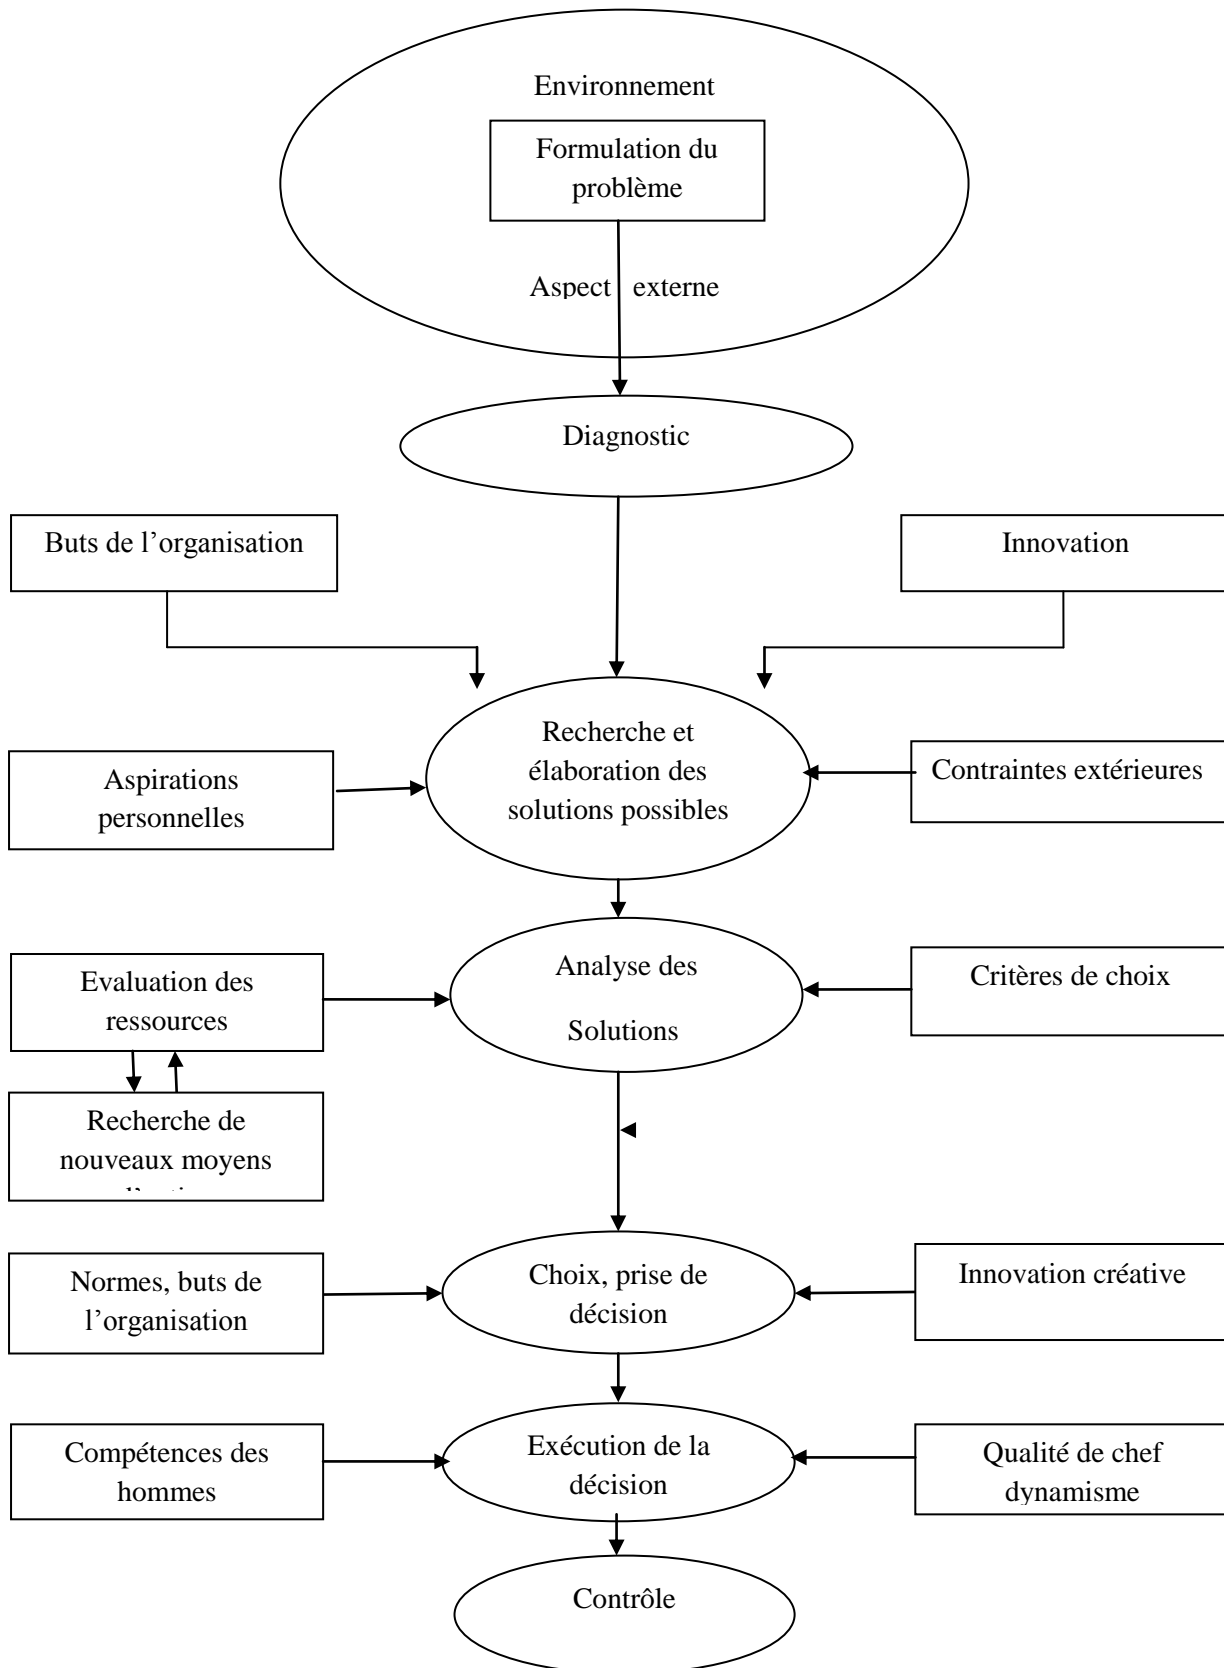 Environnement
Formulation du
problème
Aspect externe
Diagnostic
Buts de l’organisation
Innovation
Recherche et
élaboration des
solutions possibles
Aspirations
personnelles
Contraintes extérieures
Analyse des
Solutions
Evaluation des
ressources
Critères de choix
Recherche de
nouveaux moyens
Choix, prise de
décision
Normes, buts de
l’organisation
Innovation créative
Exécution de la
décision
Compétences des
hommes
Qualité de chef
dynamisme
Contrôle